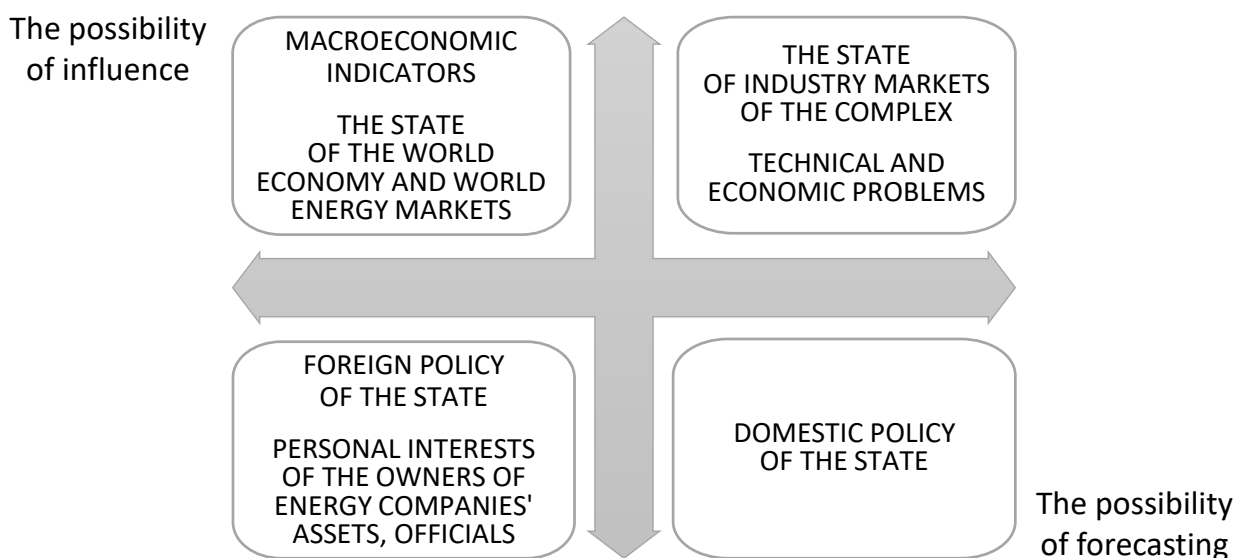 The possibility
of influence
MACROECONOMIC
INDICATORS
THE STATE
OF THE WORLD
ECONOMY AND WORLD
ENERGY MARKETS
THE STATE
OF INDUSTRY MARKETS
OF THE COMPLEX
TECHNICAL AND
ECONOMIC PROBLEMS
FOREIGN POLICY
OF THE STATE
PERSONAL INTERESTS
OF THE OWNERS OF
ENERGY COMPANIES'
ASSETS, OFFICIALS
DOMESTIC POLICY
OF THE STATE
The possibility
of forecasting